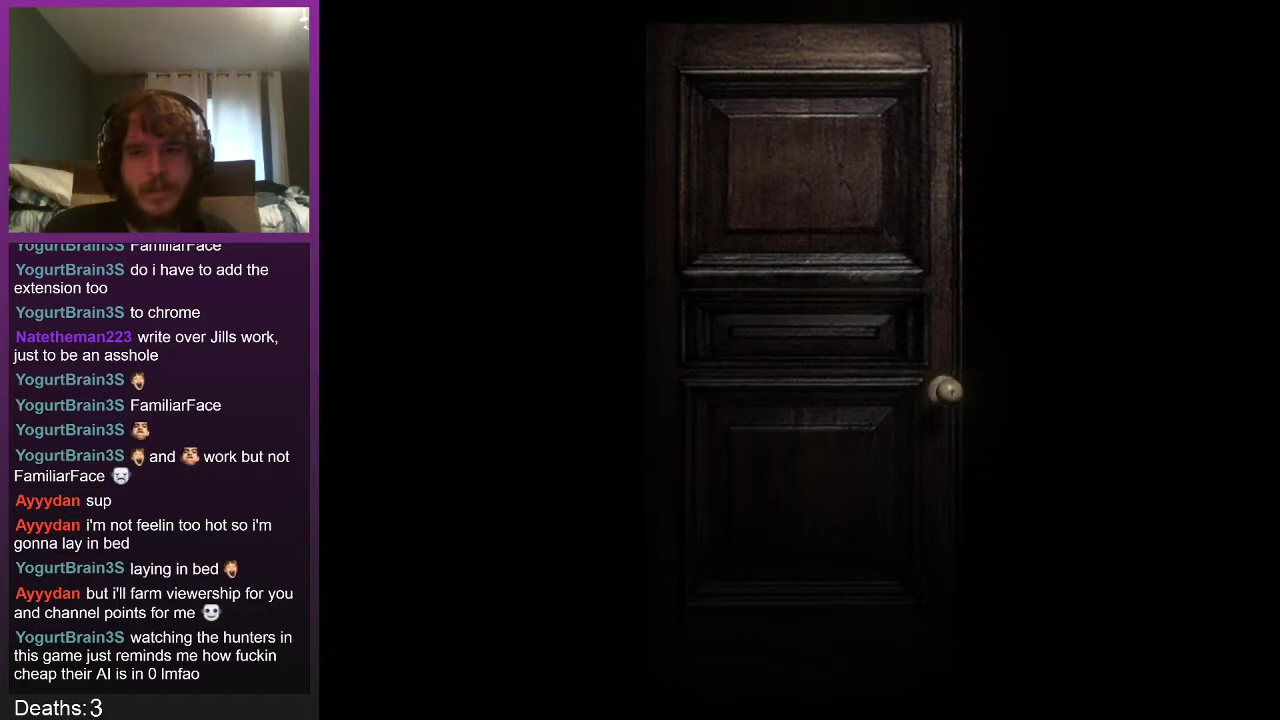 YogurtBrain3S FamiliarFace
YogurtBrain3S do i have to add the
extension too
YogurtBrain3S to chrome
Natetheman223 write over Jills work,
just to be an asshole
YogurtBrain3S
YogurtBrain3S FamiliarFace
YogurtBrain3S
YogurtBrain3S and work but not
FamiliarFace
Ayyydan sup
Ayyydan i'm not feelin too hot so i'm
gonna lay in bed
YogurtBrain3S laying in bed
Ayyydan but i'll farm viewership for you
and channel points for me
YogurtBrain3S watching the hunters in
this game just reminds me how fuckin
cheap their AI is in 0 lmfao
Deaths:3